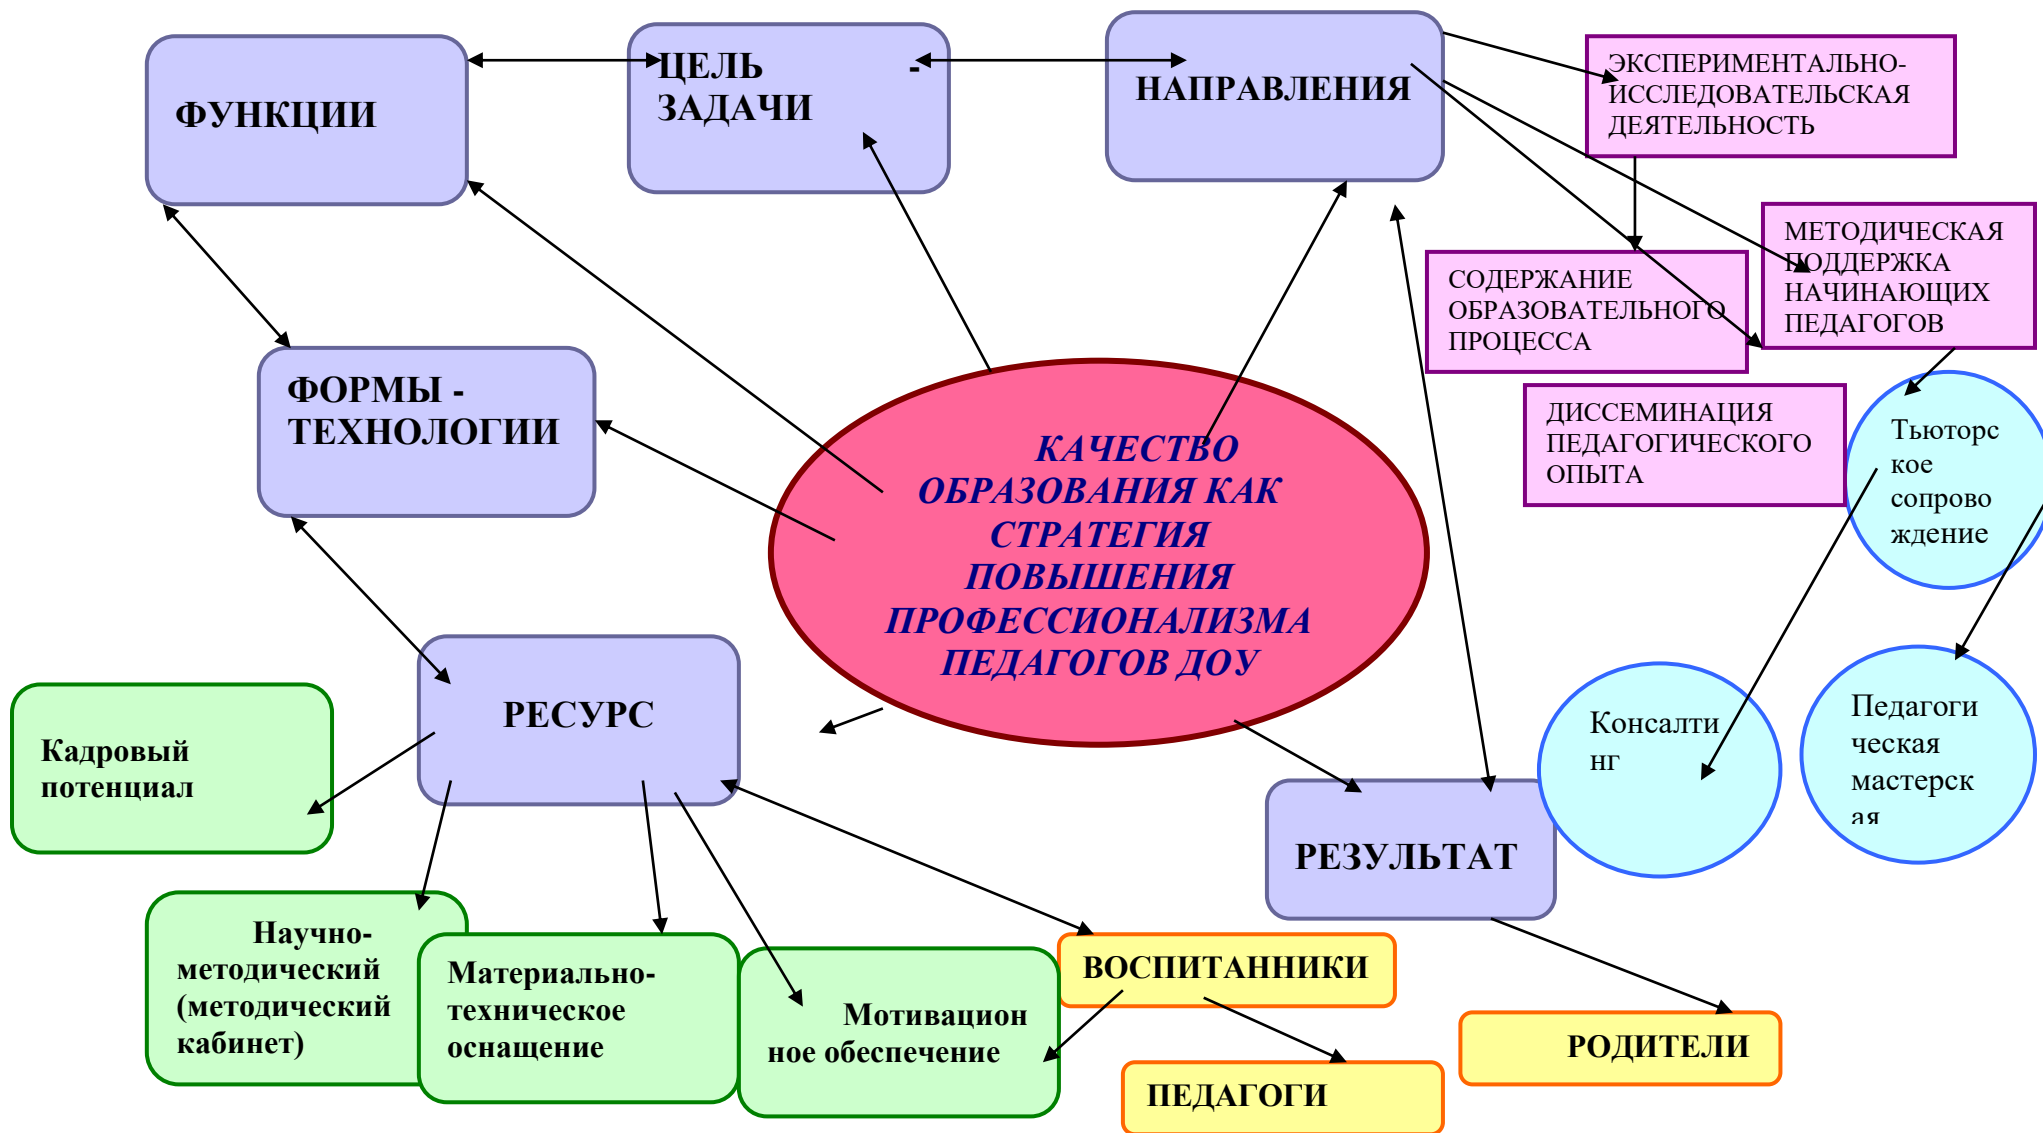 ФУНКЦИИ
ЦЕЛЬ -
ЗАДАЧИ
НАПРАВЛЕНИЯ
ЭКСПЕРИМЕНТАЛЬНО-
ИССЛЕДОВАТЕЛЬСКАЯ
ДЕЯТЕЛЬНОСТЬ
МЕТОДИЧЕСКАЯ
ПОДДЕРЖКА
НАЧИНАЮЩИХ
ПЕДАГОГОВ
СОДЕРЖАНИЕ
ОБРАЗОВАТЕЛЬНОГО
ПРОЦЕССА
ДИССЕМИНАЦИЯ
ПЕДАГОГИЧЕСКОГО
ОПЫТА
Тьюторс
кое
сопрово
ждение
ФОРМЫ -
ТЕХНОЛОГИИ
КАЧЕСТВО
ОБРАЗОВАНИЯ КАК
СТРАТЕГИЯ
ПОВЫШЕНИЯ
ПРОФЕССИОНАЛИЗМА
ПЕДАГОГОВ ДОУ
РЕСУРС
Консалти
нг
Педагоги
ческая
мастерск
ая
Кадровый
потенциал
РЕЗУЛЬТАТ
Научно-
методический
(методический
кабинет)
Материально-
техническое
оснащение
Мотивацион
ное обеспечение
ВОСПИТАННИКИ
ПЕДАГОГИ
РОДИТЕЛИ